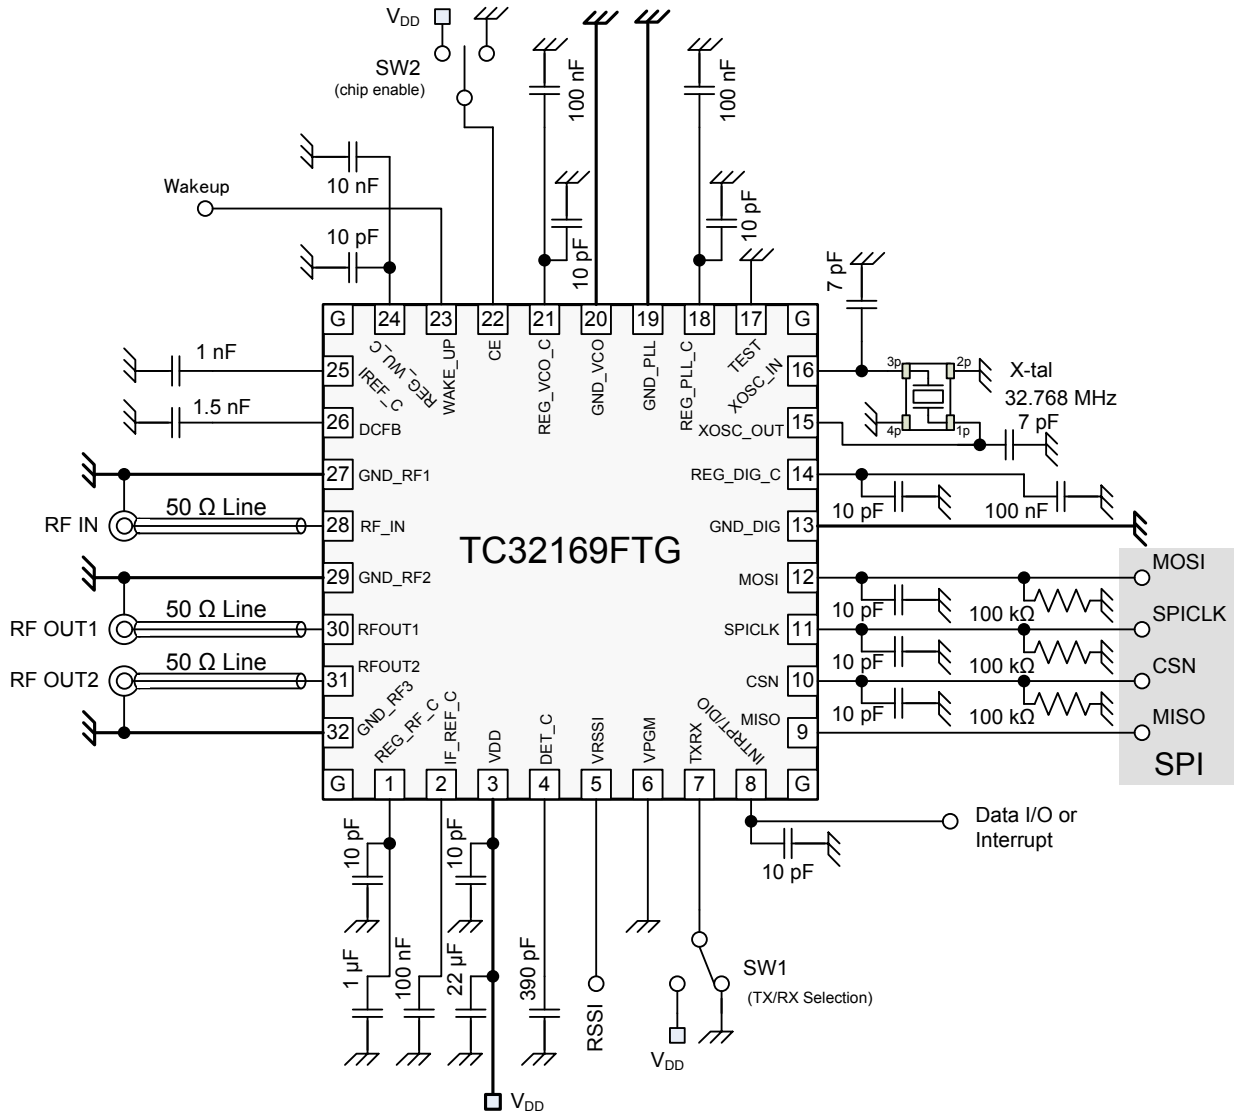 V_DD
SW2
(chip enable)
100 nF
100 nF
10 nF
Wakeup
10 pF
10 pF
10 pF
7 pF
G
24
23
22
21
20
19
18
17
G
REG_WU_C
WAKE_UP
CE
REG_VCO_C
GND_VCO
GND_PLL
REG_PLL_C
TEST
XOSC_IN
1 nF
25
IREF_C
16
3p
2p
X-tal
32.768 MHz
1.5 nF
26
DCFB
XOSC_OUT
15
4p
1p
7 pF
27
GND_RF1
REG_DIG_C
14
10 pF
100 nF
RF IN
50 Ω Line
28
RF_IN
GND_DIG
13
TC32169FTG
29
GND_RF2
MOSI
12
10 pF
100 kΩ
MOSI
RF OUT1
50 Ω Line
30
RFOUT1
SPICLK
11
10 pF
100 kΩ
SPICLK
RF OUT2
50 Ω Line
31
RFOUT2
CSN
10
10 pF
100 kΩ
CSN
32
GND_RF3
MISO
9
MISO
SPI
REG_RF_C
IF_REF_C
VDD
DET_C
VRSSI
VPGM
TXRX
INTRPT/DIO
G
1
2
3
4
5
6
7
8
G
10 pF
10 pF
Data I/O or
Interrupt
10 pF
1 µF
100 nF
22 µF
390 pF
RSSI
SW1
(TX/RX Selection)
V_DD
V_DD